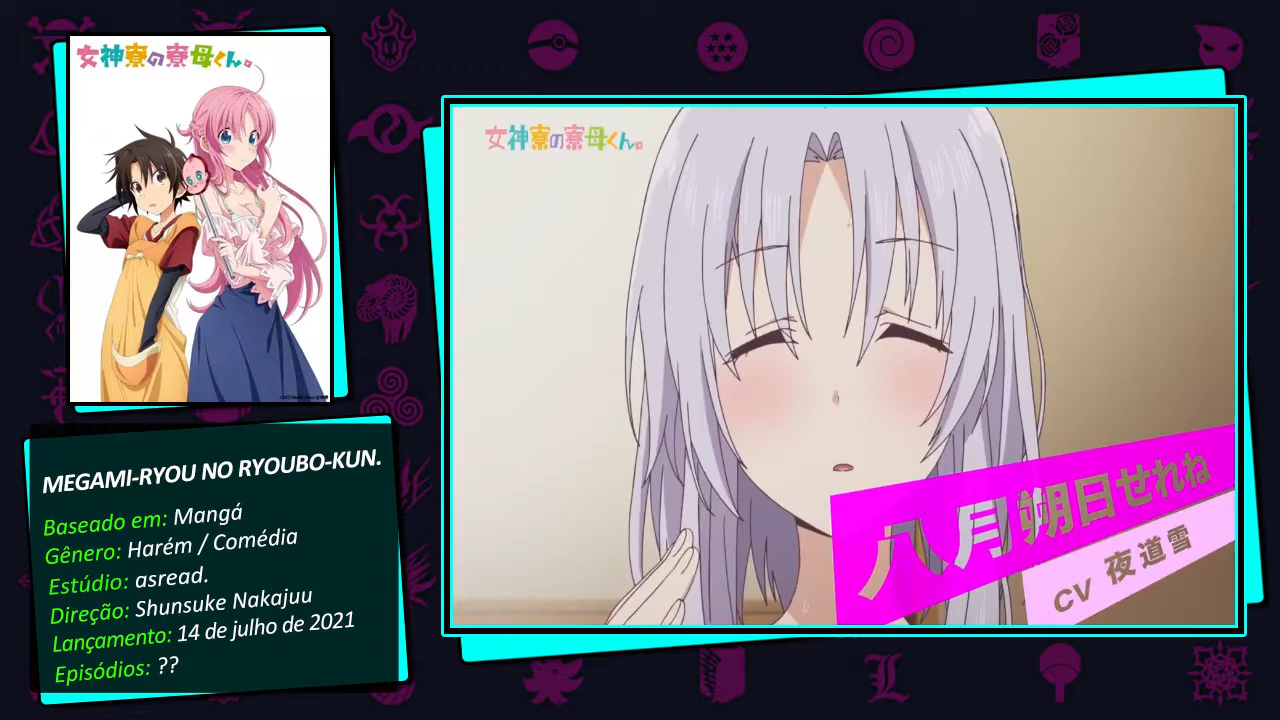 女神寮の寮母くん。
MEGAMI-RYOU NO RYOUBO-KUN.
Baseado em: Mangá
Gênero: Harém / Comédia
Estúdio: asread.
Direção: Shunsuke Nakajuu
Lançamento: 14 de julho de 2021
Episódios: ??
女神寮の寮母くん。
八月朔日せれね
CV 夜道雪
L